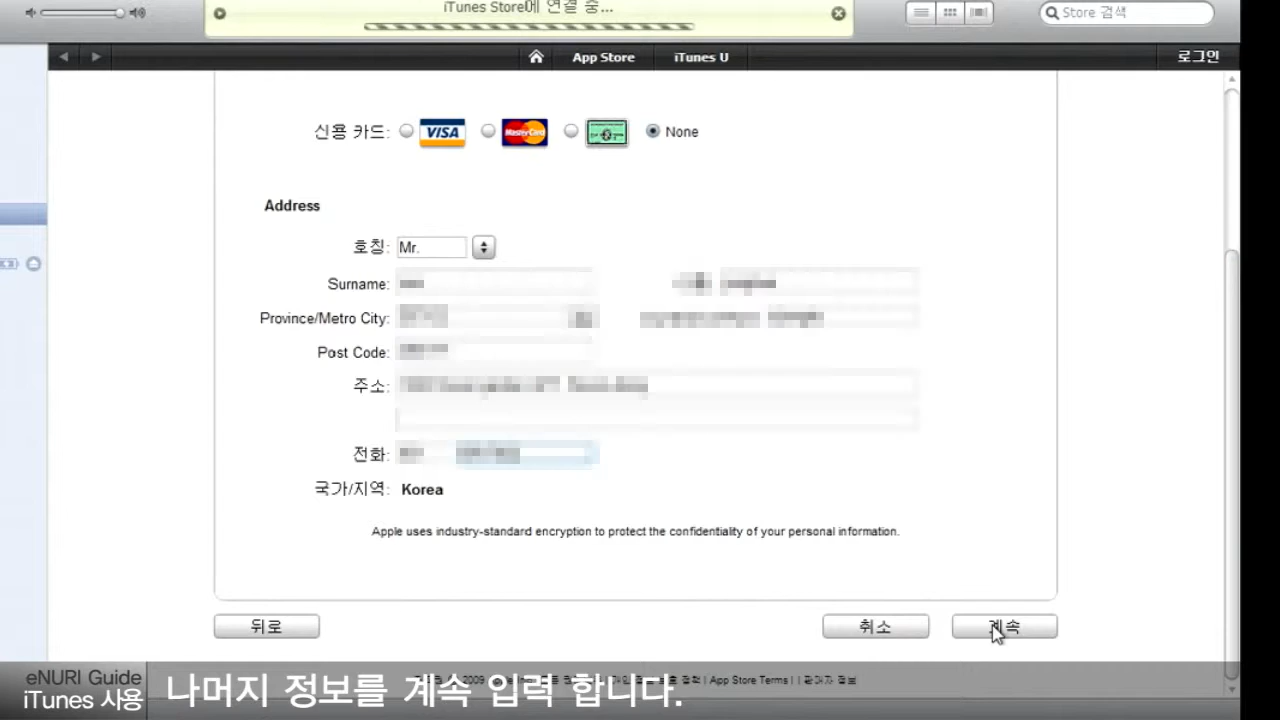 iTunes Store에 연결 중...
Store 검색
App Store
iTunes U
로그인
신용 카드: VISA MasterCard None
Address
호칭: Mr.
Surname:
Province/Metro City:
Post Code:
주소:
전화:
국가/지역: Korea
Apple uses industry-standard encryption to protect the confidentiality of your personal information.
뒤로
취소
계속
2009
| App Store Terms |
eNURI Guide
iTunes 사용
나머지 정보를 계속 입력 합니다.